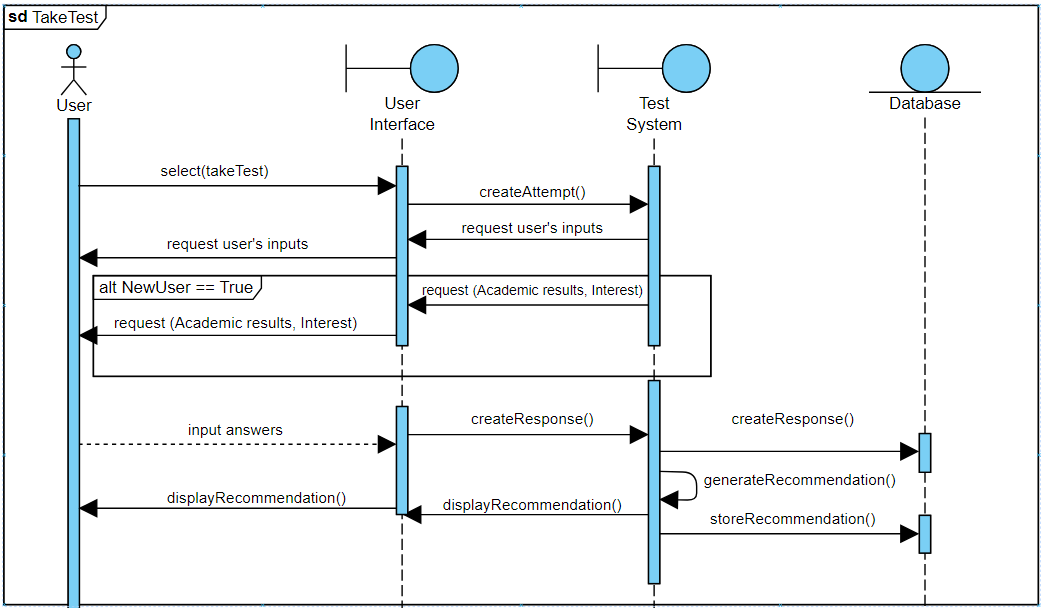 sd TakeTest
User
User
Interface
Test
System
Database
select(takeTest)
createAttempt()
request user's inputs
request user's inputs
alt NewUser == True
request (Academic results, Interest)
request (Academic results, Interest)
input answers
createResponse()
createResponse()
generateRecommendation()
displayRecommendation()
displayRecommendation()
storeRecommendation()